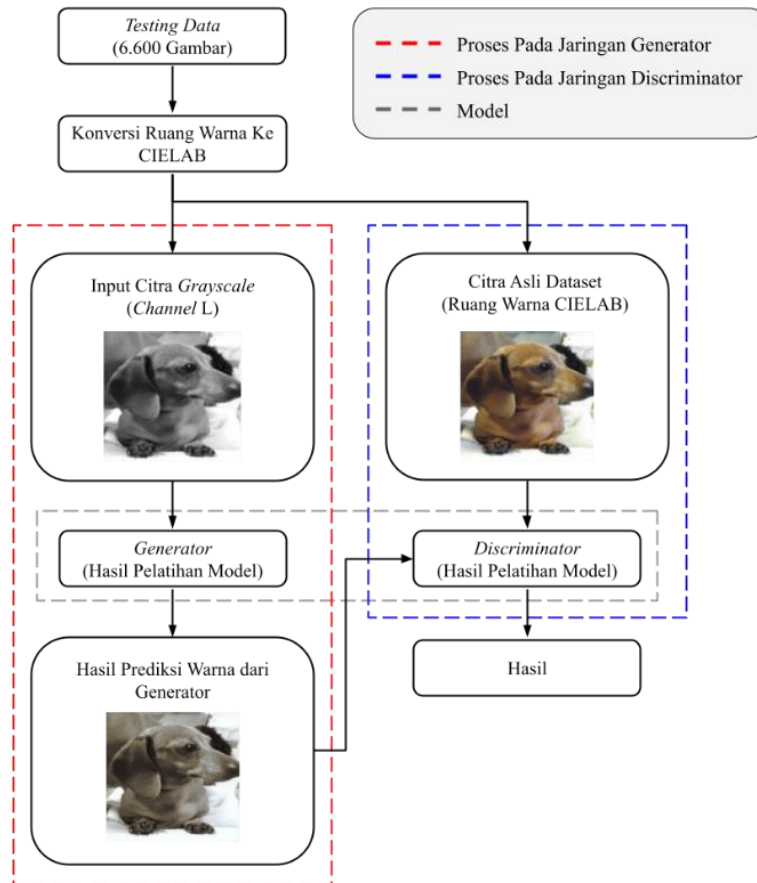 Testing Data
(6.600 Gambar)
Proses Pada Jaringan Generator
Proses Pada Jaringan Discriminator
Model
Konversi Ruang Warna Ke
CIELAB
Input Citra Grayscale
(Channel L)
Citra Asli Dataset
(Ruang Warna CIELAB)
Generator
(Hasil Pelatihan Model)
Discriminator
(Hasil Pelatihan Model)
Hasil Prediksi Warna dari
Generator
Hasil